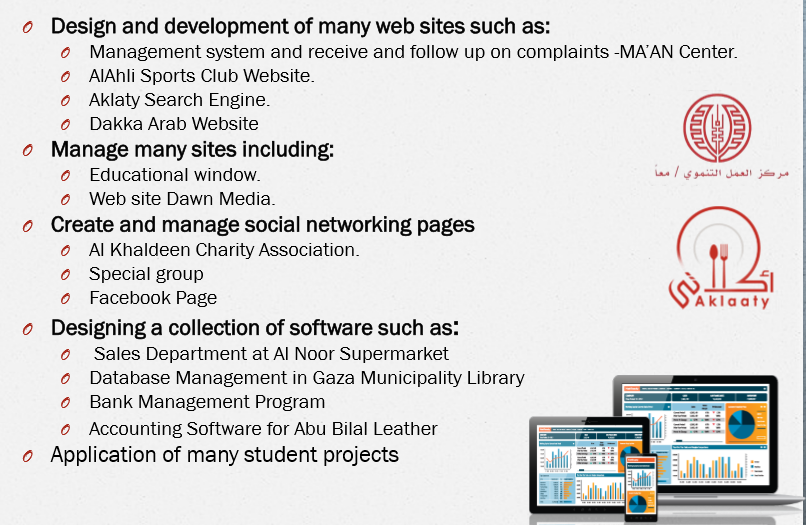 Design and development of many web sites such as:
Management system and receive and follow up on complaints -MA'AN Center.
AlAhli Sports Club Website.
Aklaty Search Engine.
Dakka Arab Website
Manage many sites including:
Educational window.
Web site Dawn Media.
Create and manage social networking pages
Al Khaldeen Charity Association.
Special group
Facebook Page
Designing a collection of software such as:
Sales Department at Al Noor Supermarket
Database Management in Gaza Municipality Library
Bank Management Program
Accounting Software for Abu Bilal Leather
Application of many student projects
مركز العمل التنموي / معاً
أكلاتي
Aklaaty